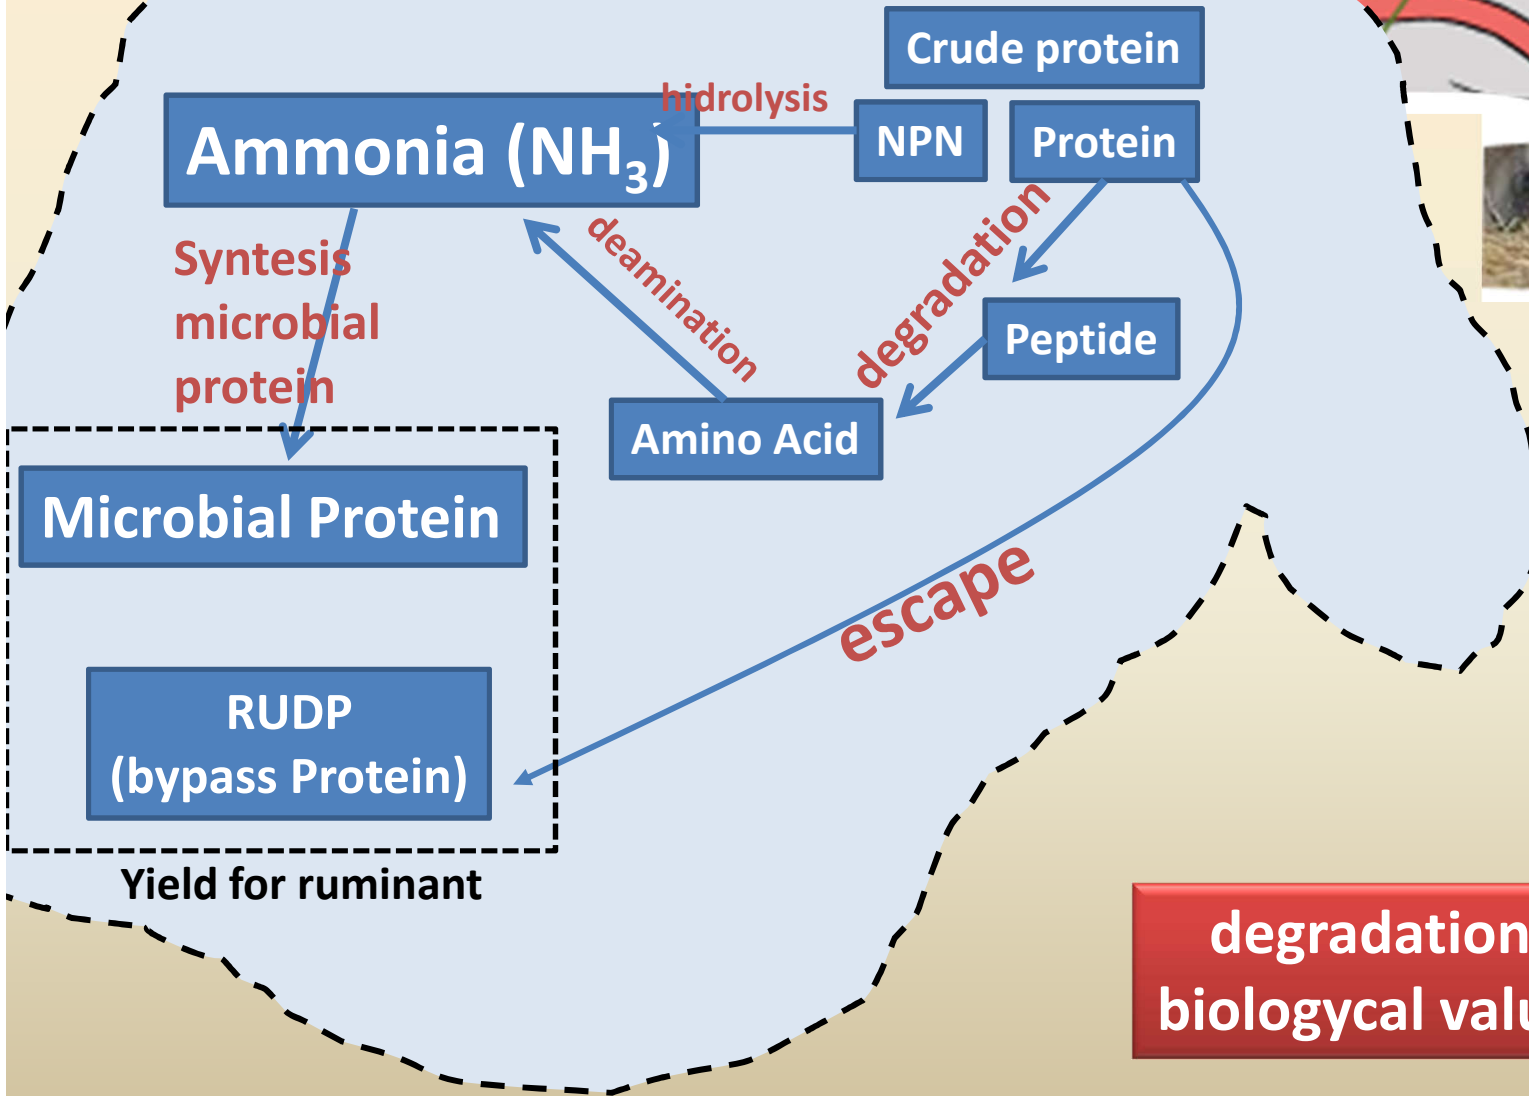 Crude protein
hidrolysis
Ammonia (NH3)
NPN
Protein
deamination
degradation
Syntesis
microbial
protein
Peptide
Amino Acid
Microbial Protein
escape
RUDP
(bypass Protein)
Yield for ruminant
degradation
biologycal valu